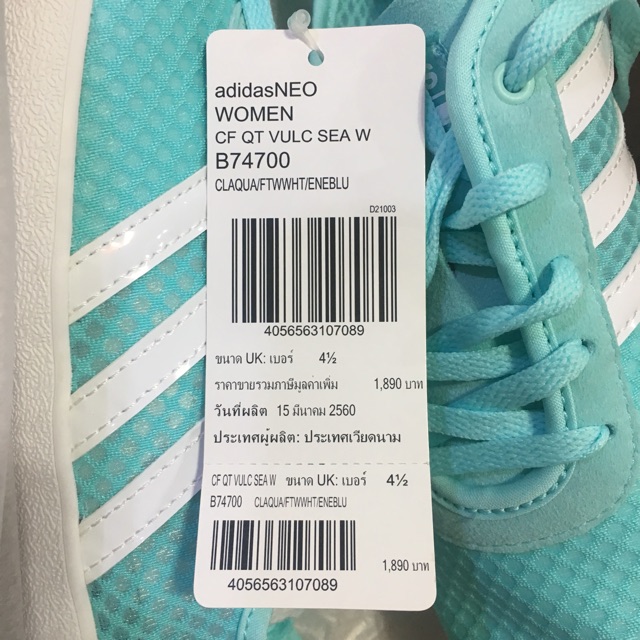 adidasNEO
WOMEN
CF QT VULC SEA W
B74700
CLAQUA/FTWWHT/ENEBLU
D21003
4056563107089
ขนาด UK: เบอร์ 4½
ราคาขายรวมภาษีมูลค่าเพิ่ม 1,890 บาท
วันที่ผลิต 15 มีนาคม 2560
ประเทศผู้ผลิต: ประเทศเวียดนาม
CF QT VULC SEA W ขนาด UK: เบอร์ 4½
B74700 CLAQUA/FTWWHT/ENEBLU
4056563107089
1,890 บาท